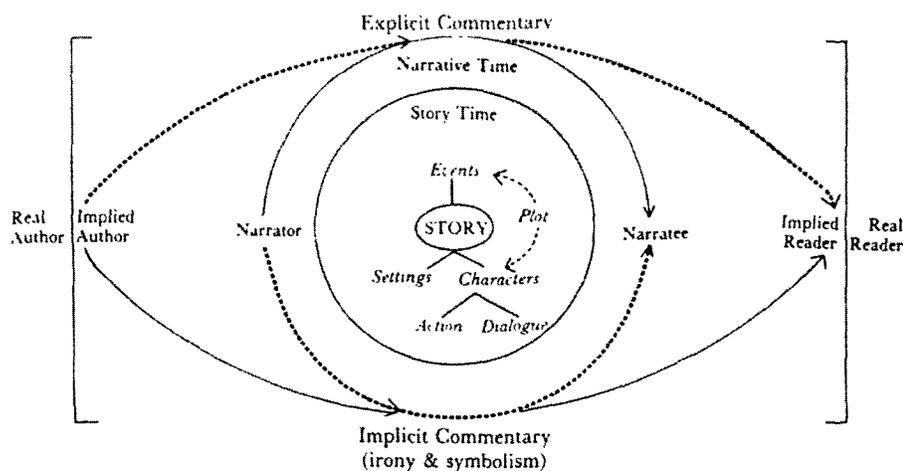 Explicit Commentary
Narrative Time
Story Time
Events
Real Author
Implied Author
Narrator
STORY
Plot
Narratee
Implied Reader
Real Reader
Settings
Characters
Action
Dialogue
Implicit Commentary
(irony & symbolism)